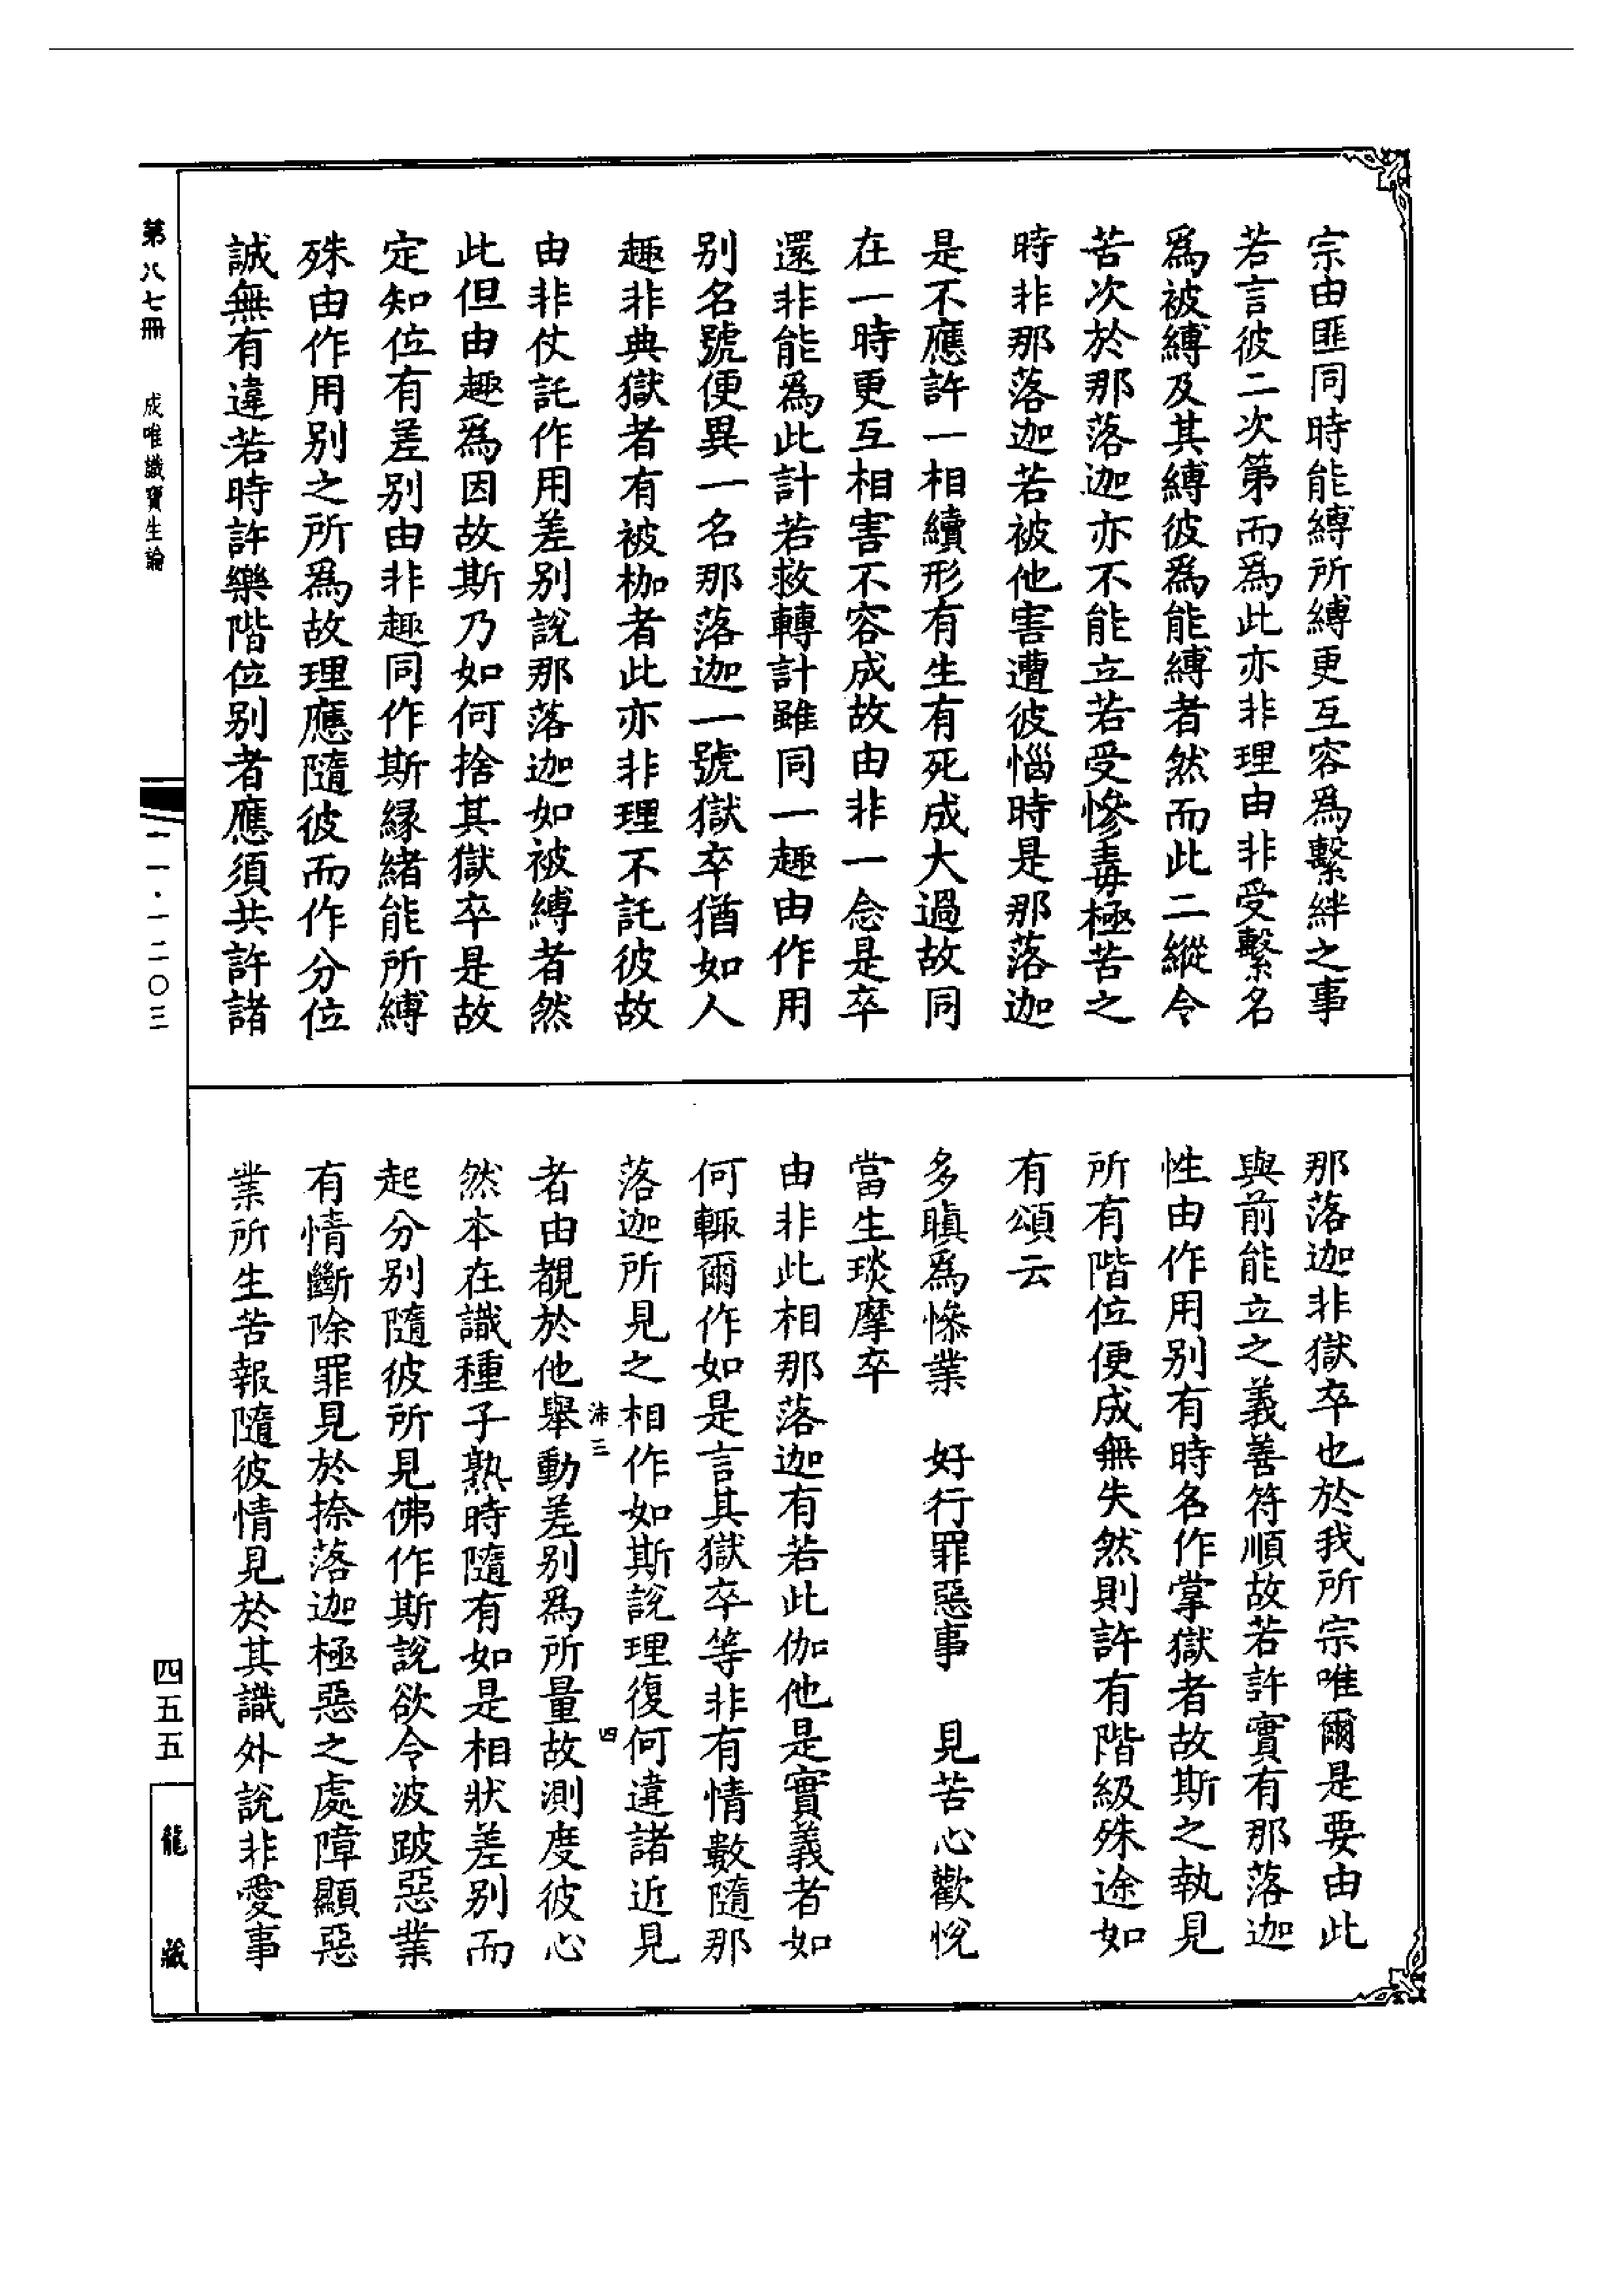 宗由匪同時能縛所縛更互容爲繫絆之事
若言彼二次第而爲此亦非理由非受繫名
爲被縛及其縛彼爲能縛者然而此二縱令
苦次於那落迦亦不能立若受慘毒極苦之
時非那落迦若被他害遭彼惱時是那落迦
是不應許一相續形有生有死成大過故同
在一時更互相害不容成故由非一念是卒
還非能爲此計若救轉計雖同一趣由作用
別名號便異一名那落迦一號獄卒猶如人
趣非典獄者有被枷者此亦非理不託彼故
由非仗託作用差別說那落迦如被縛者然
此但由趣爲因故斯乃如何捨其獄卒是故
定知位有差別由非趣同作斯緣緒能所縛
殊由作用別之所爲故理應隨彼而作分位
誠無有違若時許樂階位別者應須共許諸
那落迦非獄卒也於我所宗唯爾是要由此
與前能立之義善符順故若許實有那落迦
性由作用別有時名作掌獄者故斯之執見
所有階位便成無失然則許有階級殊途如
有頌云
多瞋爲慘業　好行罪惡事　見苦心歡悅
當生琰摩卒
由非此相那落迦有若此伽他是實義者如
何輙爾作如是言其獄卒等非有情數隨那
落迦所見之相作如斯說理復何違諸近見
者由覩於他舉動差別爲所量故測度彼心
然本在識種子熟時隨有如是相狀差別而
起分別隨彼所見佛作斯說欲令波跛惡業
有情斷除罪見於捺落迦極惡之處障顯惡
業所生苦報隨彼情見於其識外說非愛事
沛三
四
第八七冊
成唯識寶生論
一一·一二〇三
四五五
龍藏